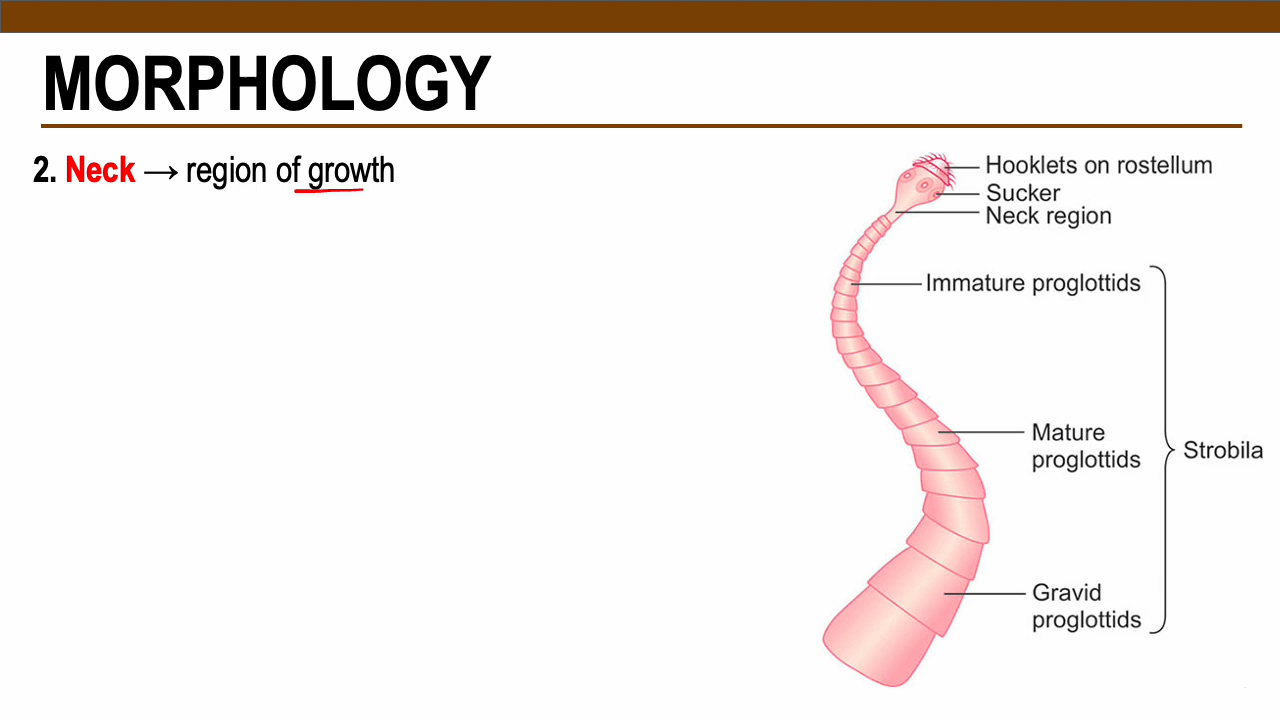 MORPHOLOGY
2. Neck → region of growth
Hooklets on rostellum
Sucker
Neck region
Immature proglottids
Mature
proglottids
Strobila
Gravid
proglottids